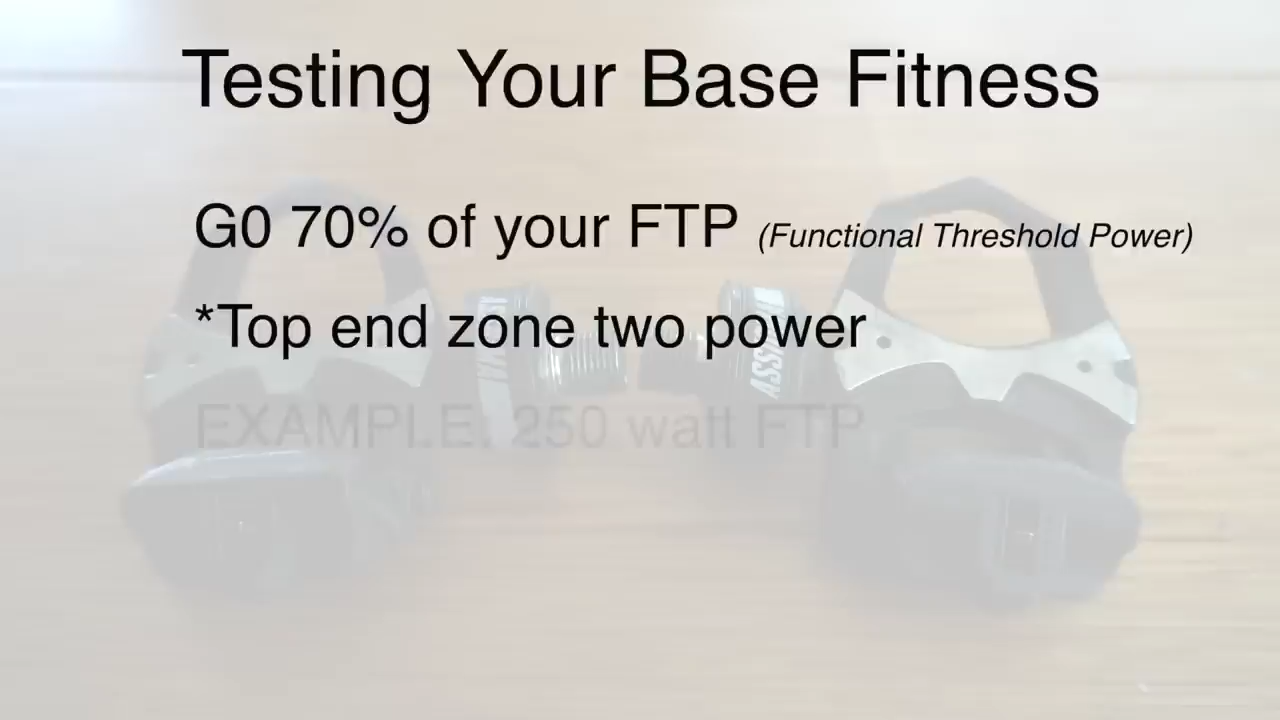 Testing Your Base Fitness
G0 70% of your FTP (Functional Threshold Power)
*Top end zone two power
EXAMPLE: 250 watt FTP